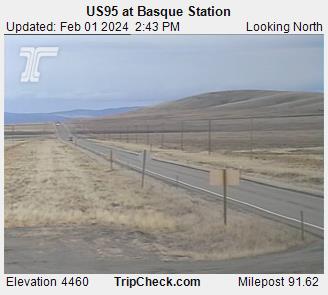 US95 at Basque Station
Updated: Feb 01 2024 2:43 PM Looking North
Elevation 4460 TripCheck.com Milepost 91.62